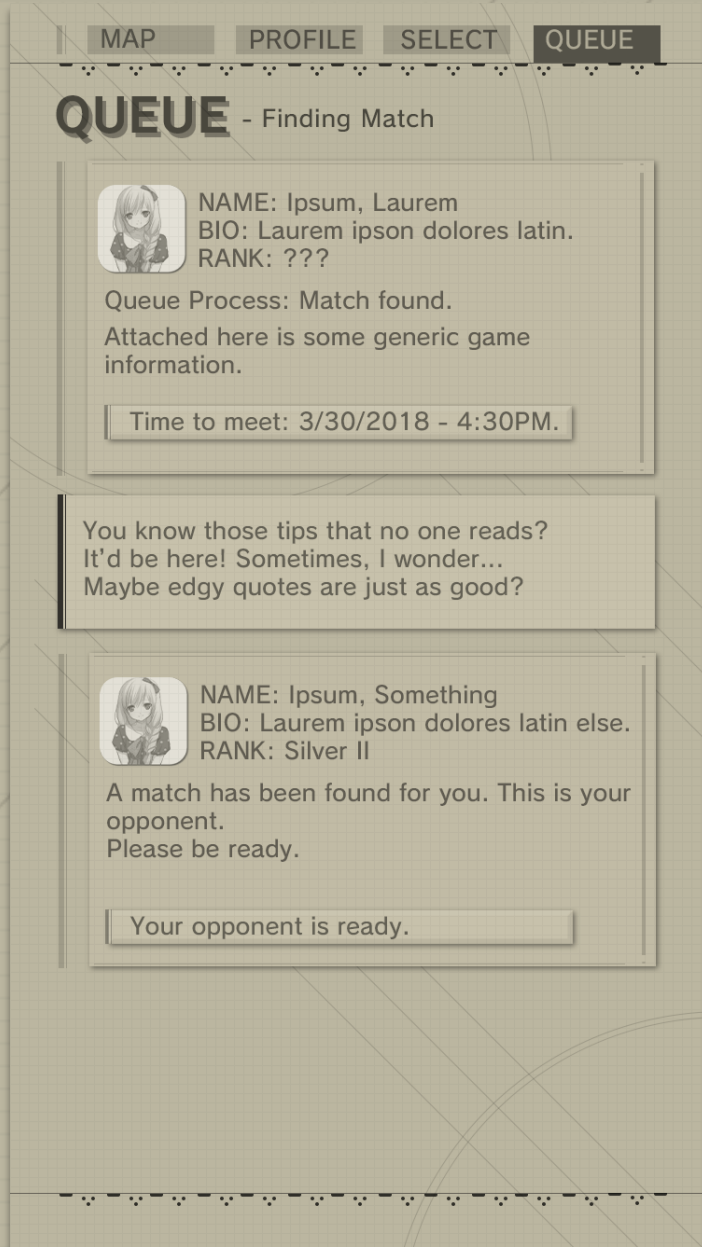 MAP PROFILE SELECT QUEUE
QUEUE - Finding Match
NAME: Ipsum, Laurem
BIO: Laurem ipson dolores latin.
RANK: ???
Queue Process: Match found.
Attached here is some generic game
information.
Time to meet: 3/30/2018 - 4:30PM.
You know those tips that no one reads?
It'd be here! Sometimes, I wonder...
Maybe edgy quotes are just as good?
NAME: Ipsum, Something
BIO: Laurem ipson dolores latin else.
RANK: Silver II
A match has been found for you. This is your
opponent.
Please be ready.
Your opponent is ready.